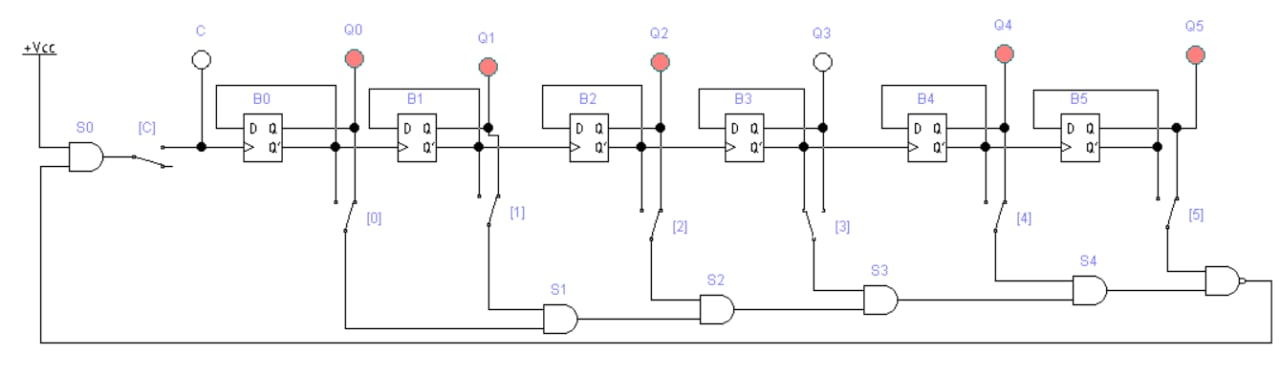 +Vcc
S0
[C]
C
Q0
Q1
Q2
Q3
Q4
Q5
B0
B1
B2
B3
B4
B5
D Q
Q'
D Q
Q'
D Q
Q'
D Q
Q'
D Q
Q'
D Q
Q'
[0]
[1]
[2]
[3]
[4]
[5]
S1
S2
S3
S4